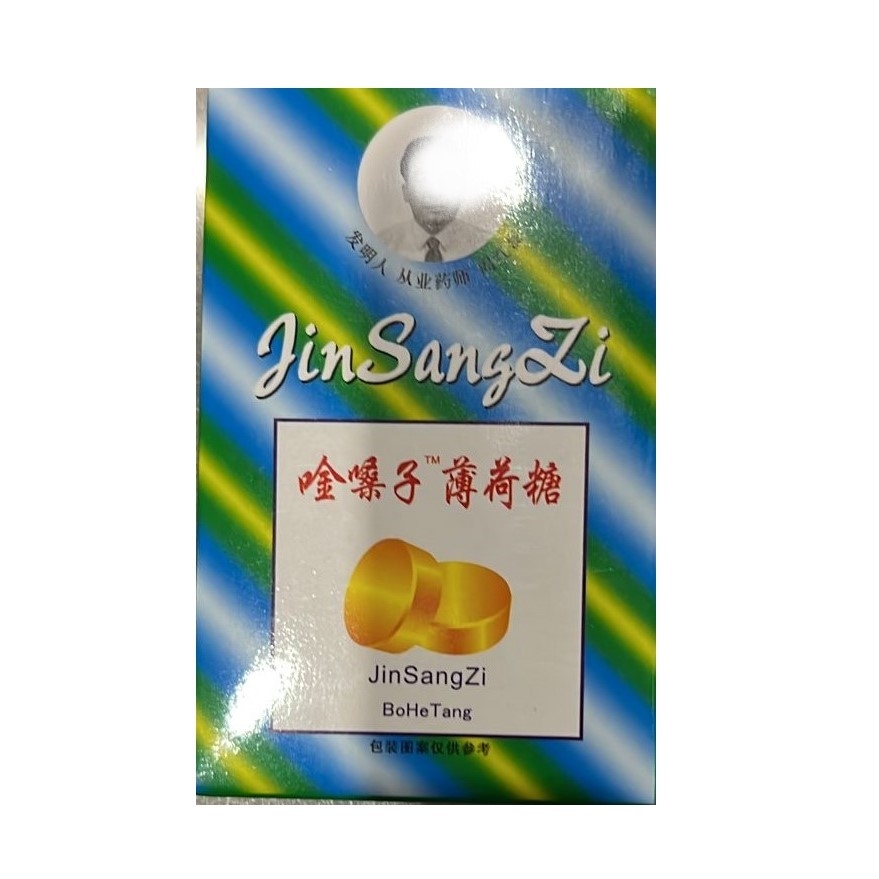 发明人 从业药师
JinSangZi
唫嗓子™薄荷糖
JinSangZi
BoHeTang
包装图案仅供参考